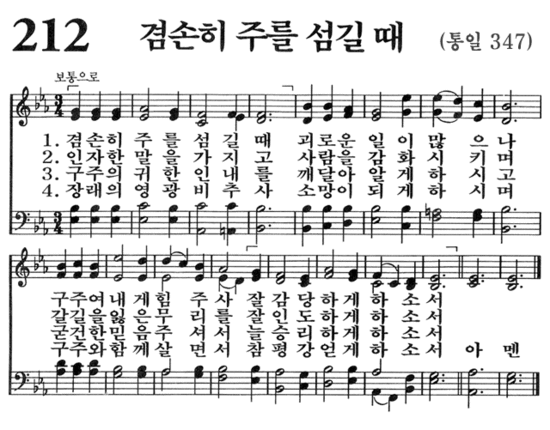 212 겸손히 주를 섬길 때 (통일 347)
보통으로
1. 겸손히 주를 섬길때 괴로운일이 많으나
2. 인자한 말을가지고 사람을감화시키며
3. 구주의 귀한인내를 깨달아알게하시고
4. 장래의 영광비추사 소망이되게하시며
구주여내게힘 주사 잘감당하게하소서
갈길을잃은무 리를 잘인도하게하소서
굳건한믿음주 셔서 늘승리하게하소서
구주와함께살 면서 참평강얻게하소서 아멘